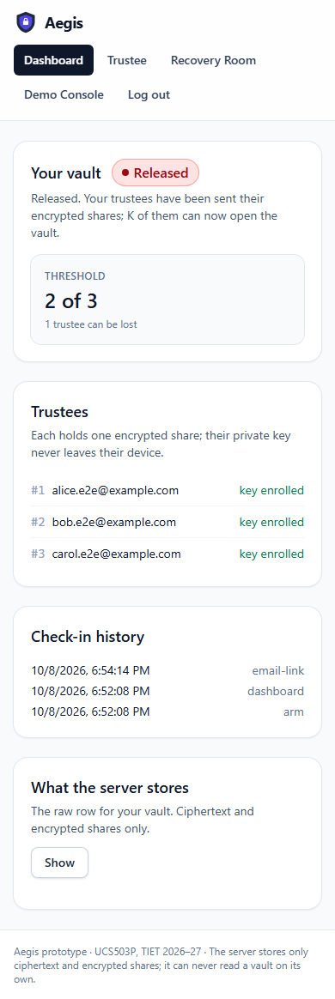 Aegis
Dashboard Trustee Recovery Room
Demo Console Log out
Your vault Released
Released. Your trustees have been sent their
encrypted shares; K of them can now open the
vault.
THRESHOLD
2 of 3
1 trustee can be lost
Trustees
Each holds one encrypted share; their private key
never leaves their device.
#1 alice.e2e@example.com key enrolled
#2 bob.e2e@example.com key enrolled
#3 carol.e2e@example.com key enrolled
Check-in history
10/8/2026, 6:54:14 PM email-link
10/8/2026, 6:52:08 PM dashboard
10/8/2026, 6:52:08 PM arm
What the server stores
The raw row for your vault. Ciphertext and
encrypted shares only.
Show
Aegis prototype · UCS503P, TIET 2026–27 · The server stores only
ciphertext and encrypted shares; it can never read a vault on its
own.